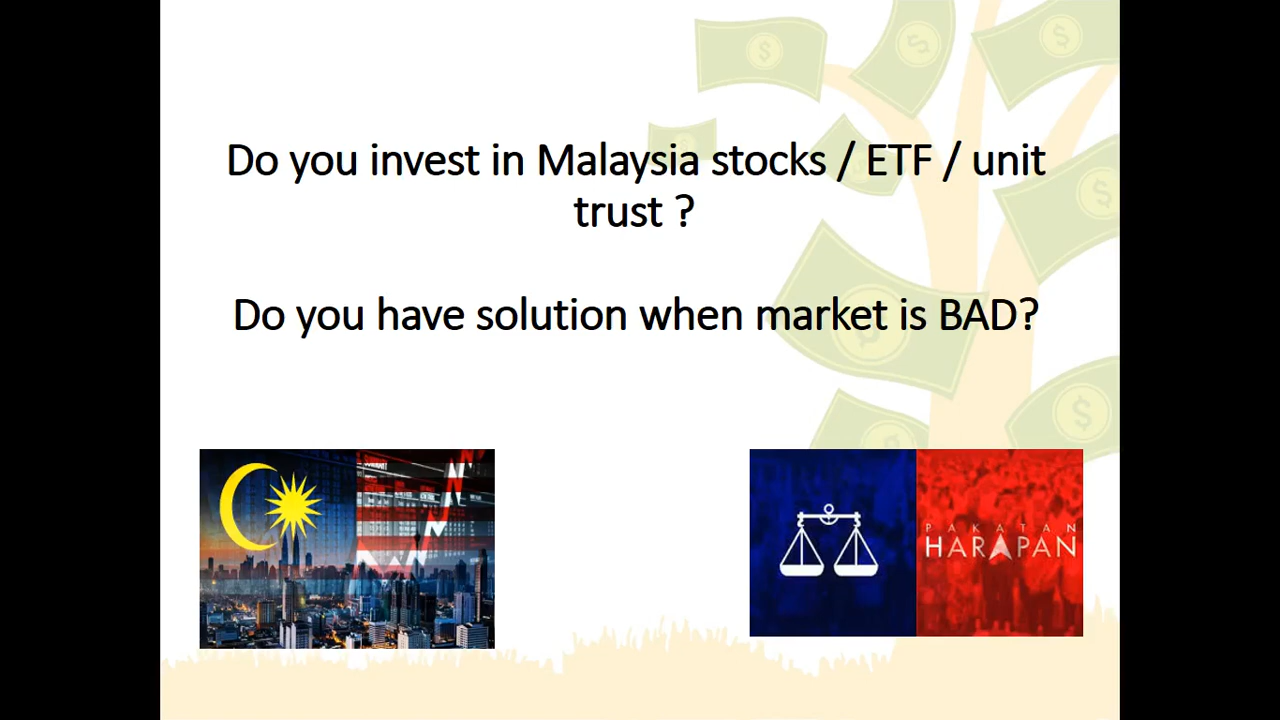 Do you invest in Malaysia stocks / ETF / unit
trust ?
Do you have solution when market is BAD?
PAKATAN
HARAPAN